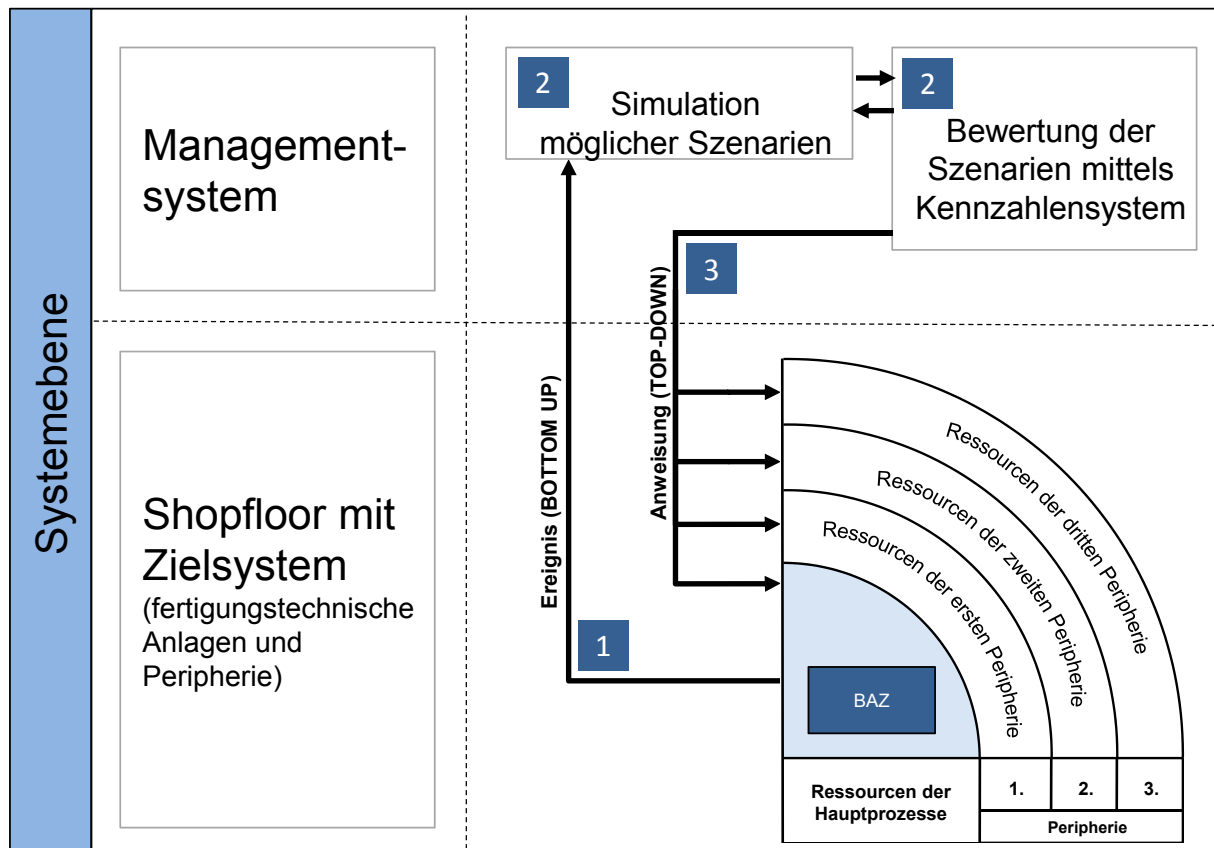 Systemebene
Management-
system
2
Simulation
möglicher Szenarien
2
Bewertung der
Szenarien mittels
Kennzahlensystem
3
Shopfloor mit
Zielsystem
(fertigungstechnische
Anlagen und
Peripherie)
Ereignis (BOTTOM UP)
1
Anweisung (TOP-DOWN)
Ressourcen der dritten Peripherie
Ressourcen der zweiten Peripherie
Ressourcen der ersten Peripherie
BAZ
Ressourcen der
Hauptprozesse
1.
2.
3.
Peripherie